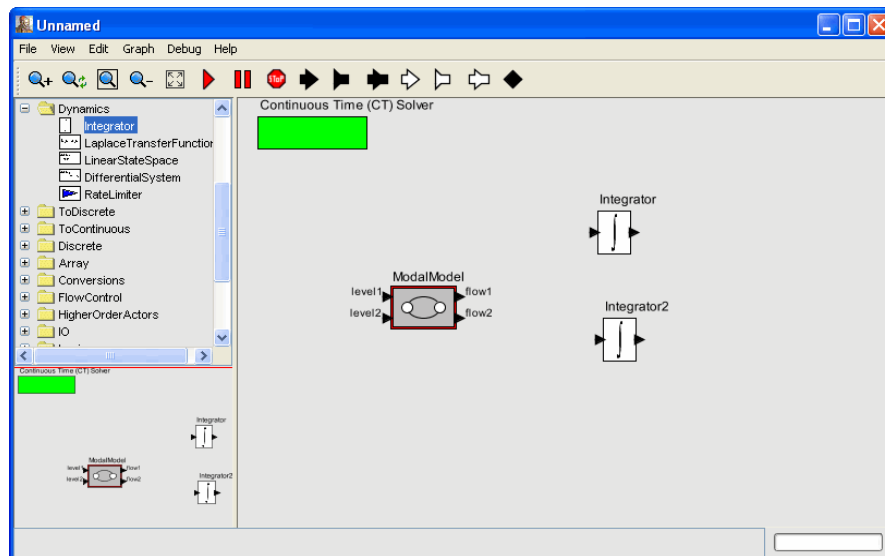 Unnamed
File View Edit Graph Debug Help
STOP
Dynamics
Integrator
LaplaceTransferFunction
LinearStateSpace
DifferentialSystem
RateLimiter
ToDiscrete
ToContinuous
Discrete
Array
Conversions
FlowControl
HigherOrderActors
IO
Continuous Time (CT) Solver
Integrator
ModalModel
level1 flow1
level2 flow2
Integrator2
Continuous Time (CT) Solver
Integrator
ModalModel
level1 flow1
level2 flow2
Integrator2